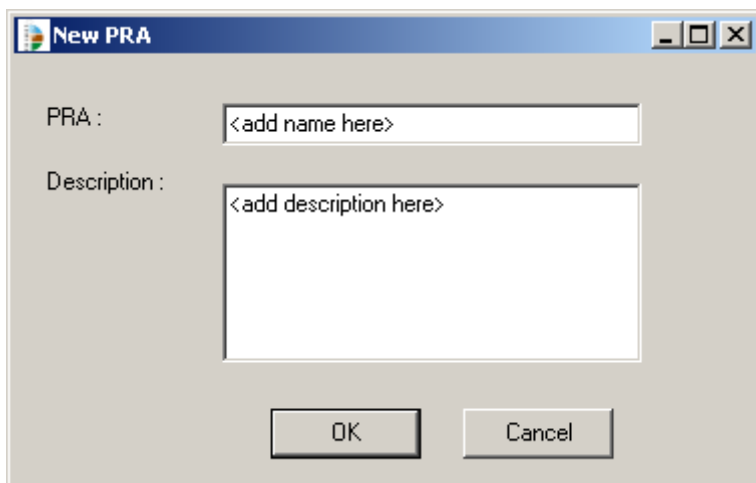 New PRA
PRA :
<add name here>
Description :
<add description here>
OK
Cancel